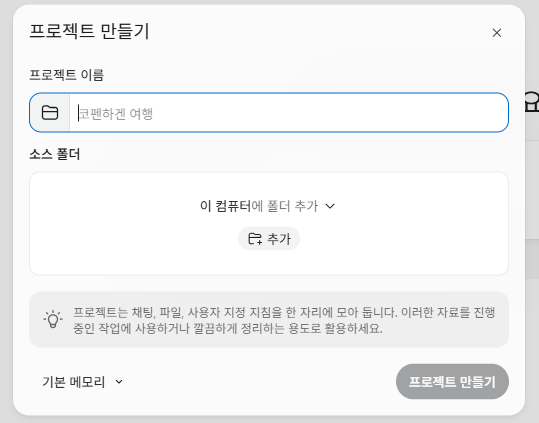 프로젝트 만들기
프로젝트 이름
코펜하겐 여행
소스 폴더
이 컴퓨터에 폴더 추가
추가
프로젝트는 채팅, 파일, 사용자 지정 지침을 한 자리에 모아 둡니다. 이러한 자료를 진행
중인 작업에 사용하거나 깔끔하게 정리하는 용도로 활용하세요.
기본 메모리
프로젝트 만들기
요